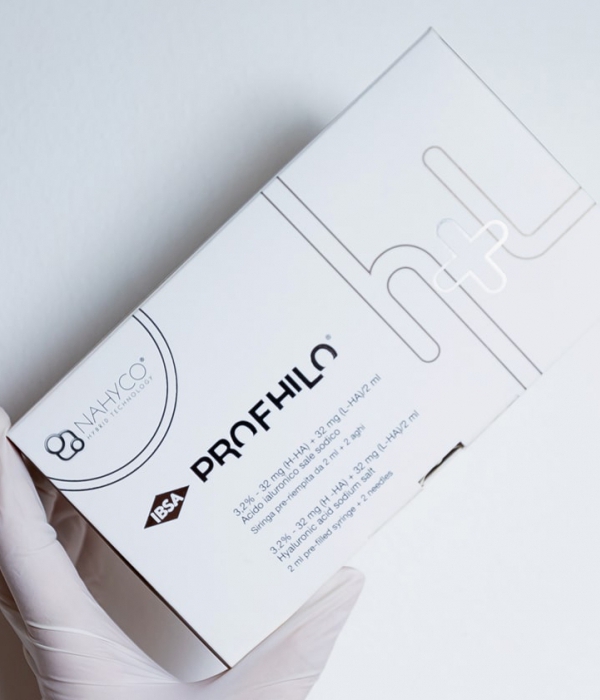 h+l
NAHYCO®
HYBRID TECHNOLOGY
PROFHILO®
IBSA
3,2% - 32 mg (H-HA) + 32 mg (L-HA)/2 ml
Acido ialuronico sale sodico
Siringa pre-riempita da 2 ml + 2 aghi
3.2% - 32 mg (H-HA) + 32 mg (L-HA)/2 ml
Hyaluronic acid sodium salt
2 ml pre-filled syringe + 2 needles